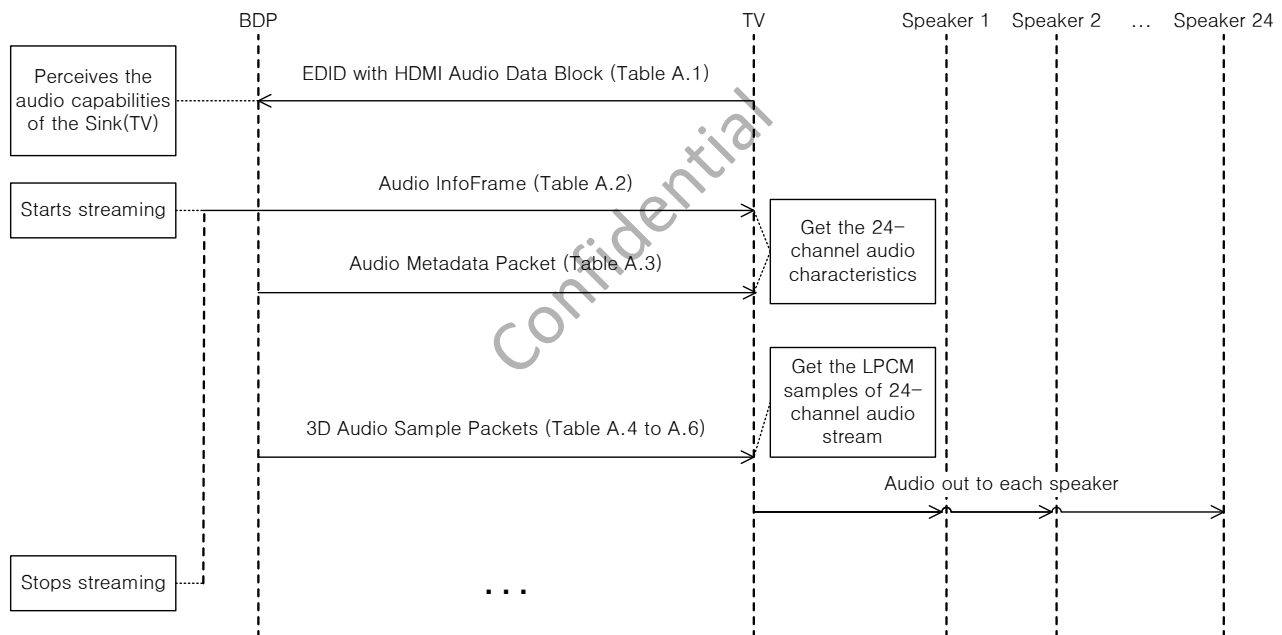 BDP TV Speaker 1 Speaker 2 ... Speaker 24
Perceives the
audio capabilities
of the Sink(TV)
EDID with HDMI Audio Data Block (Table A.1)
Starts streaming
Audio InfoFrame (Table A.2)
Get the 24-
channel audio
characteristics
Audio Metadata Packet (Table A.3)
Confidential
Get the LPCM
samples of 24-
channel audio
stream
3D Audio Sample Packets (Table A.4 to A.6)
Audio out to each speaker
Stops streaming
...